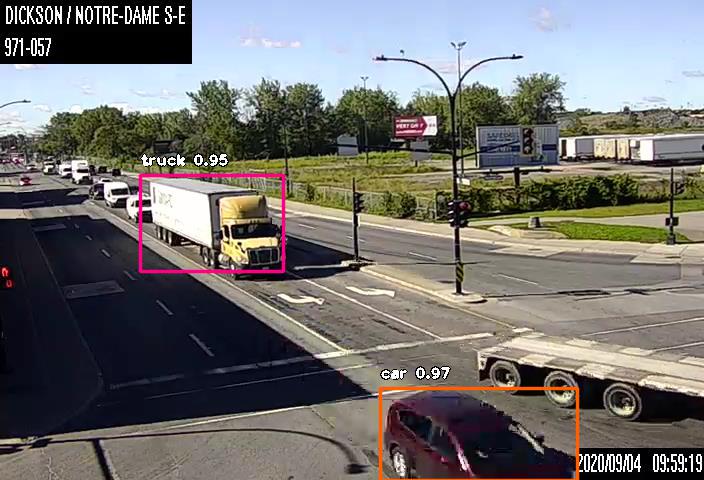 DICKSON / NOTRE-DAME S-E
971-057
truck 0.95
car 0.97
2020/09/04 09:59:19